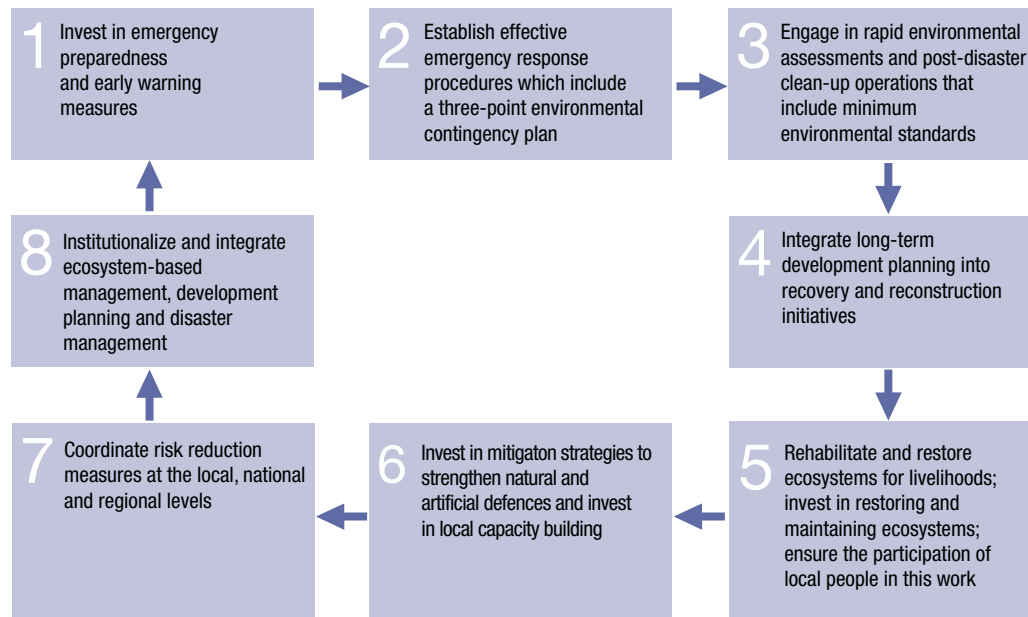 1
Invest in emergency
preparedness
and early warning
measures
2
Establish effective
emergency response
procedures which include
a three-point environmental
contingency plan
3
Engage in rapid environmental
assessments and post-disaster
clean-up operations that
include minimum
environmental standards
4
Integrate long-term
development planning into
recovery and reconstruction
initiatives
5
Rehabilitate and restore
ecosystems for livelihoods;
invest in restoring and
maintaining ecosystems;
ensure the participation of
local people in this work
6
Invest in mitigaton strategies to
strengthen natural and
artificial defences and invest
in local capacity building
7
Coordinate risk reduction
measures at the local, national
and regional levels
8
Institutionalize and integrate
ecosystem-based
management, development
planning and disaster
management